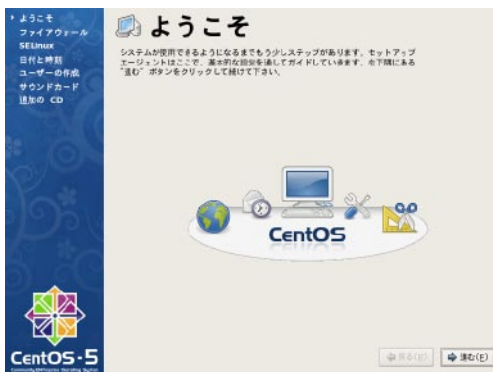 ようこそ
ファイアウォール
SELinux
日付と時刻
ユーザーの作成
サウンドカード
追加の CD
ようこそ
システムが使用できるようになるまでもう少しステップがあります。セットアップ
エージェントはここで、基本的な設定を通してガイドしていきます。右下隅にある
"進む" ボタンをクリックして続けて下さい。
CentOS
CentOS-5
Community ENTerprise Operating System
戻る(B)
進む(F)